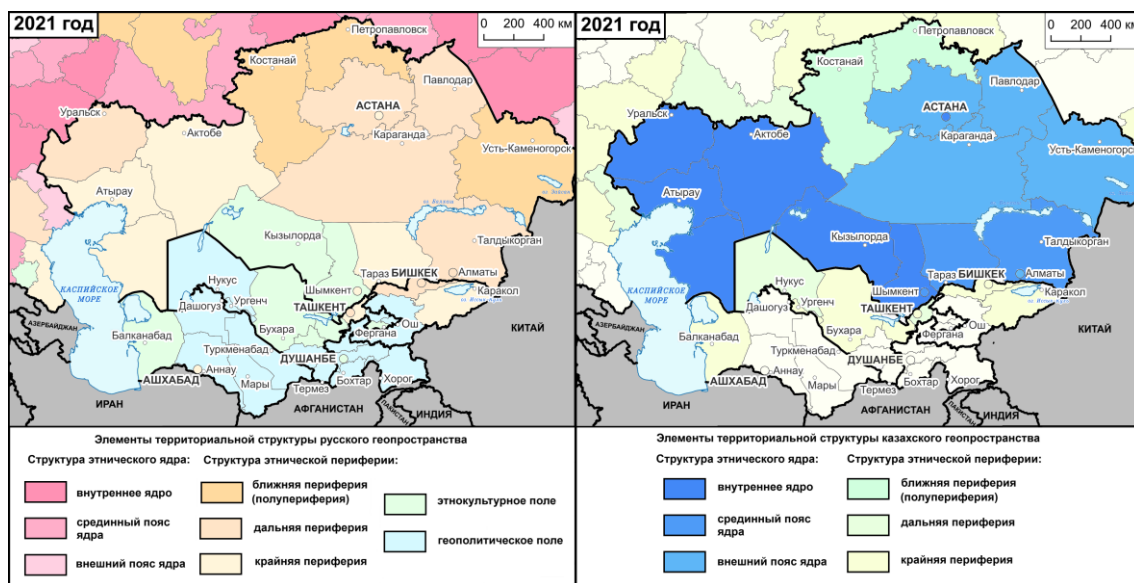 2021 год
0 200 400 км
Петропавловск
Костанай
Павлодар
Уральск
АСТАНА
Актобе
Караганда
Усть-Каменогорск
Атырау
Талдыкорган
Кызылорда
Алматы
Тараз
БИШКЕК
Шымкент
Каракол
КАСПИЙСКОЕ
МОРЕ
Нукус
ТАШКЕНТ
Дашогуз
Ургенч
Ош
Фергана
КИТАЙ
АЗЕРБАЙДЖАН
Балканабад
Бухара
ДУШАНБЕ
Туркменабад
АШХАБАД
Аннау
Мары
Бохтар
Хорог
Термез
ИРАН
АФГАНИСТАН
ПАКИСТАН
ИНДИЯ
Элементы территориальной структуры русского геопространства
Структура этнического ядра:
внутреннее ядро
срединный пояс
ядра
внешний пояс ядра
Структура этнической периферии:
ближняя периферия
(полупериферия)
дальняя периферия
крайняя периферия
этнокультурное поле
геополитическое поле
2021 год
0 200 400 км
Петропавловск
Костанай
Павлодар
Уральск
АСТАНА
Актобе
Караганда
Усть-Каменогорск
Атырау
Талдыкорган
Кызылорда
Алматы
Тараз
БИШКЕК
Шымкент
Каракол
КАСПИЙСКОЕ
МОРЕ
Нукус
ТАШКЕНТ
Дашогуз
Ургенч
Ош
Фергана
КИТАЙ
АЗЕРБАЙДЖАН
Балканабад
Бухара
ДУШАНБЕ
Туркменабад
АШХАБАД
Аннау
Мары
Бохтар
Хорог
Термез
ИРАН
АФГАНИСТАН
ПАКИСТАН
ИНДИЯ
Элементы территориальной структуры казахского геопространства
Структура этнического ядра:
внутреннее ядро
срединный пояс
ядра
внешний пояс ядра
Структура этнической периферии:
ближняя периферия
(полупериферия)
дальняя периферия
крайняя периферия